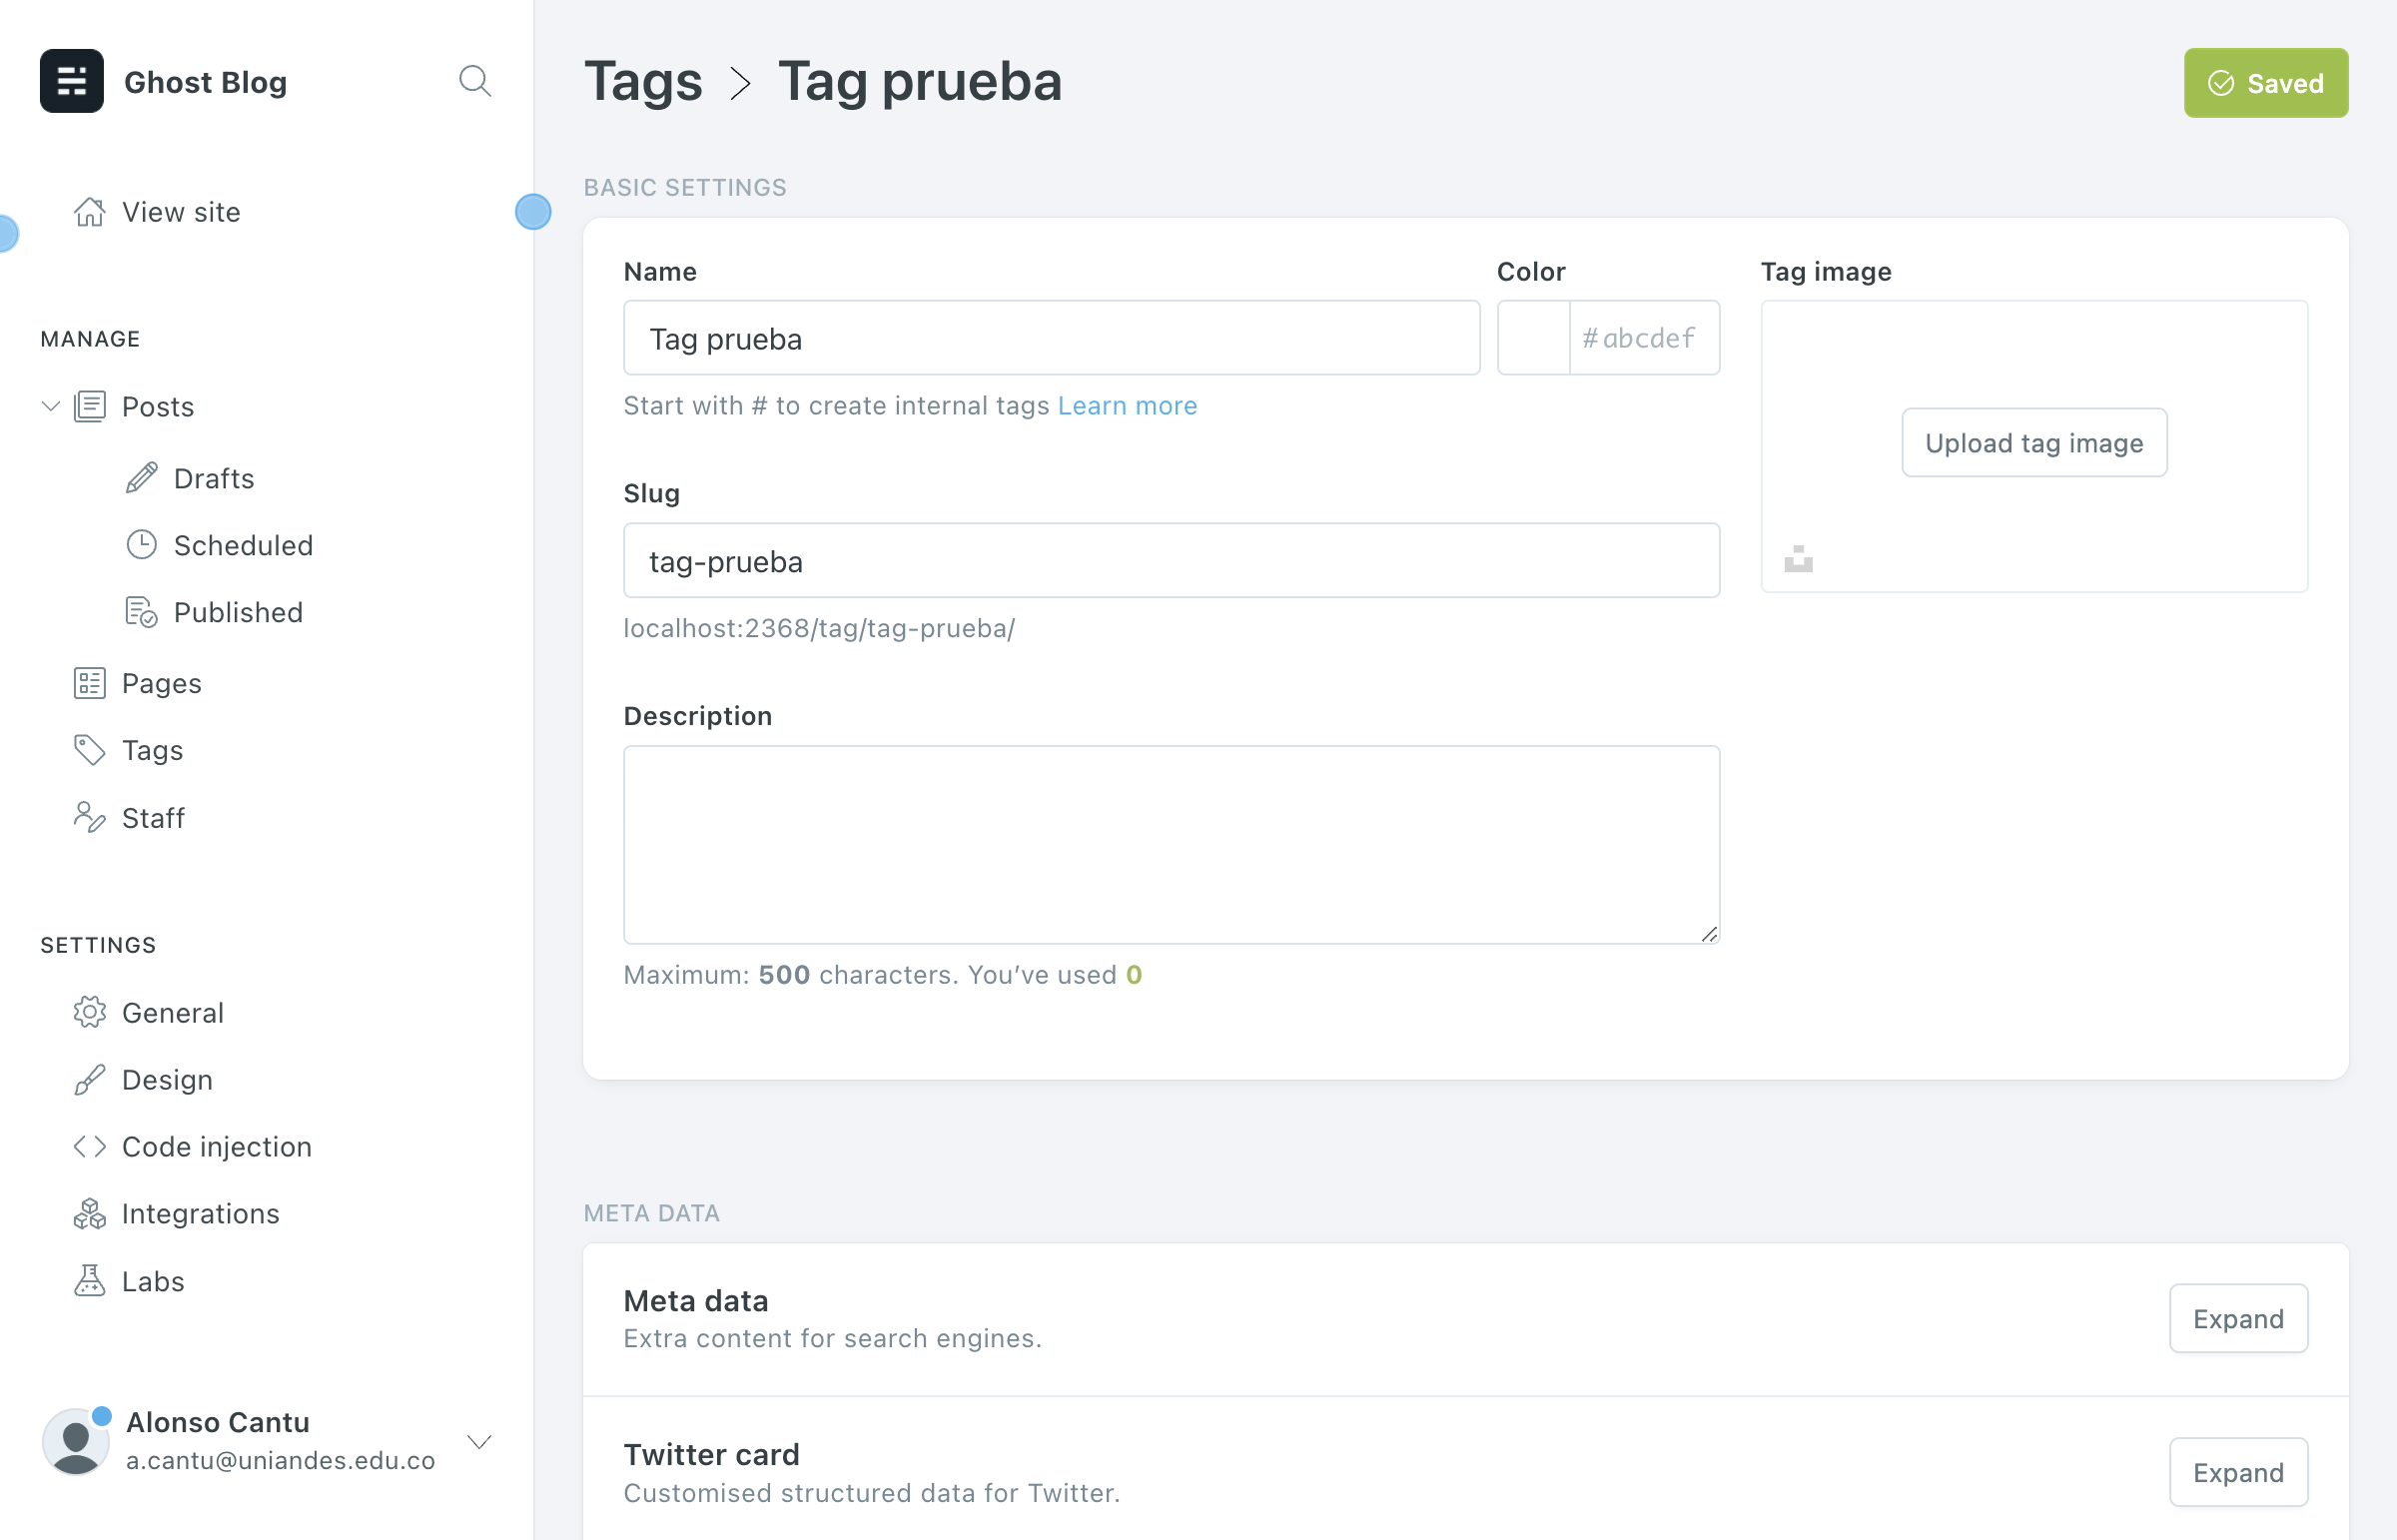 Ghost Blog
View site
MANAGE
Posts
Drafts
Scheduled
Published
Pages
Tags
Staff
SETTINGS
General
Design
Code injection
Integrations
Labs
Alonso Cantu
a.cantu@uniandes.edu.co
Tags > Tag prueba
Saved
BASIC SETTINGS
Name
Tag prueba
Start with # to create internal tags Learn more
Color
#abcdef
Slug
tag-prueba
localhost:2368/tag/tag-prueba/
Description
Maximum: 500 characters. You’ve used 0
Tag image
Upload tag image
META DATA
Meta data
Extra content for search engines.
Expand
Twitter card
Customised structured data for Twitter.
Expand